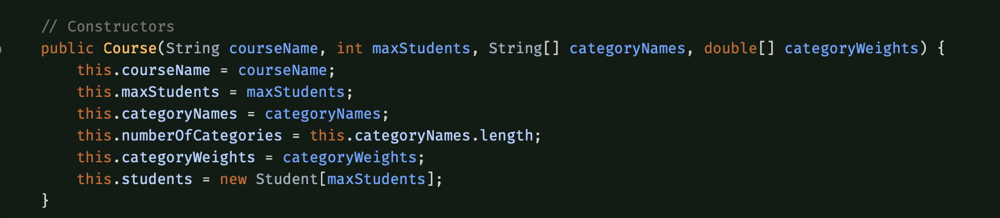 // Constructors
public Course(String courseName, int maxStudents, String[] categoryNames, double[] categoryWeights) {
    this.courseName = courseName;
    this.maxStudents = maxStudents;
    this.categoryNames = categoryNames;
    this.numberOfCategories = this.categoryNames.length;
    this.categoryWeights = categoryWeights;
    this.students = new Student[maxStudents];
}